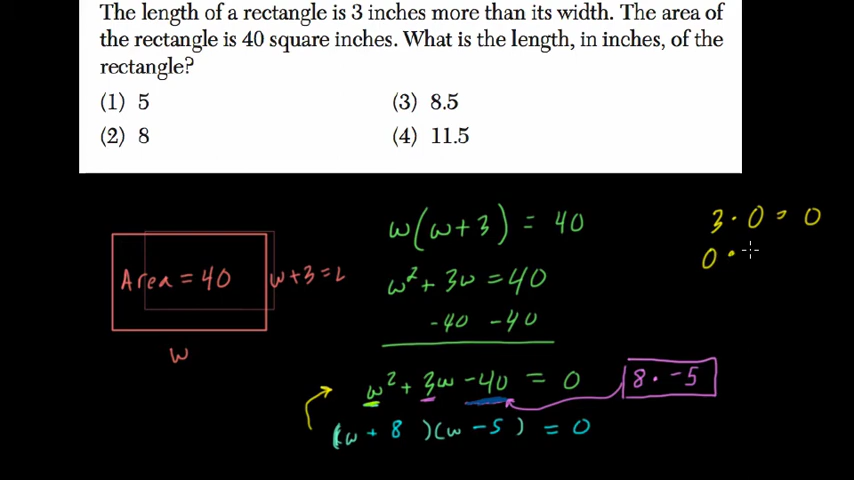 The length of a rectangle is 3 inches more than its width. The area of
the rectangle is 40 square inches. What is the length, in inches, of the
rectangle?
(1) 5
(3) 8.5
(2) 8
(4) 11.5
w(w+3) = 40
3 · 0 = 0
0 ·
Area = 40
w+3=L
w² + 3w = 40
-40 -40
w
w² + 3w - 40 = 0
8 · -5
(w + 8 )(w - 5 ) = 0